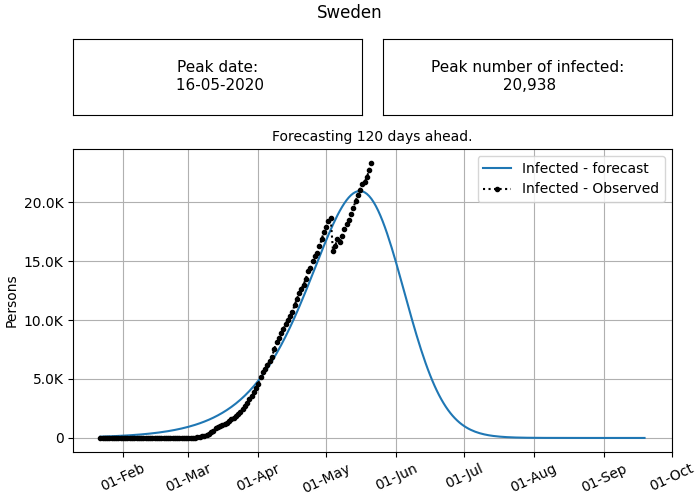 Sweden
Peak date:
16-05-2020
Peak number of infected:
20,938
Forecasting 120 days ahead.
Infected - forecast
Infected - Observed
Persons
20.0K
15.0K
10.0K
5.0K
0
01-Feb
01-Mar
01-Apr
01-May
01-Jun
01-Jul
01-Aug
01-Sep
01-Oct